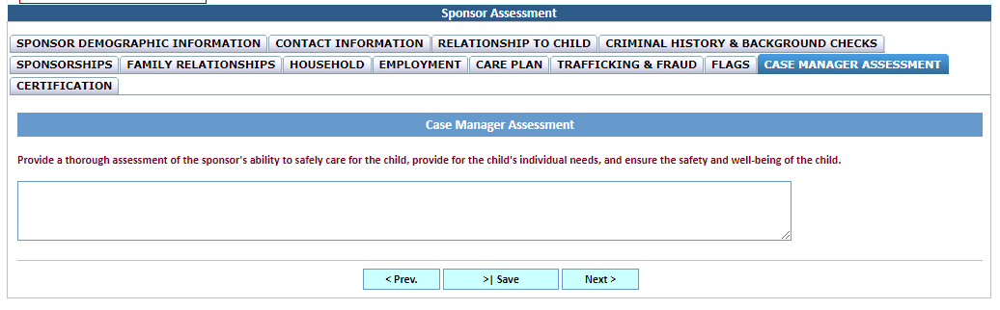 Sponsor Assessment
SPONSOR DEMOGRAPHIC INFORMATION CONTACT INFORMATION RELATIONSHIP TO CHILD CRIMINAL HISTORY & BACKGROUND CHECKS
SPONSORSHIPS FAMILY RELATIONSHIPS HOUSEHOLD EMPLOYMENT CARE PLAN TRAFFICKING & FRAUD FLAGS CASE MANAGER ASSESSMENT
CERTIFICATION
Case Manager Assessment
Provide a thorough assessment of the sponsor's ability to safely care for the child, provide for the child's individual needs, and ensure the safety and well-being of the child.
< Prev. >| Save Next >